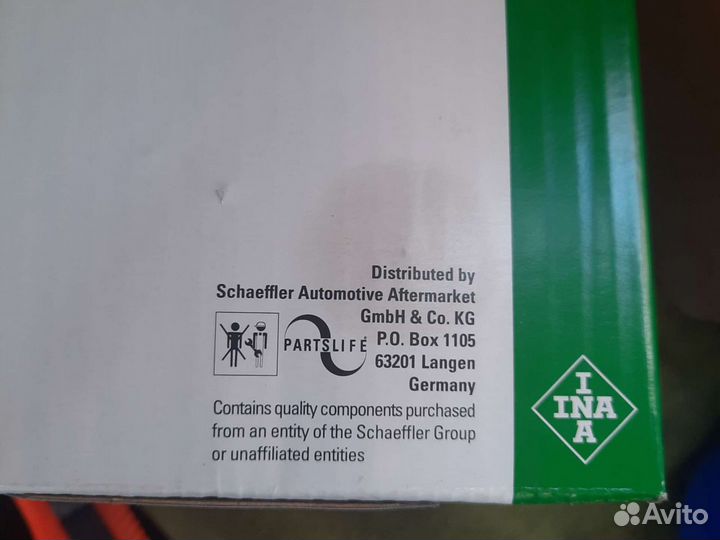 Distributed by
Schaeffler Automotive Aftermarket
GmbH & Co. KG
P.O. Box 1105
63201 Langen
Germany
PARTSLIFE
Contains quality components purchased
from an entity of the Schaeffler Group
or unaffiliated entities
I
INA
A
Avito